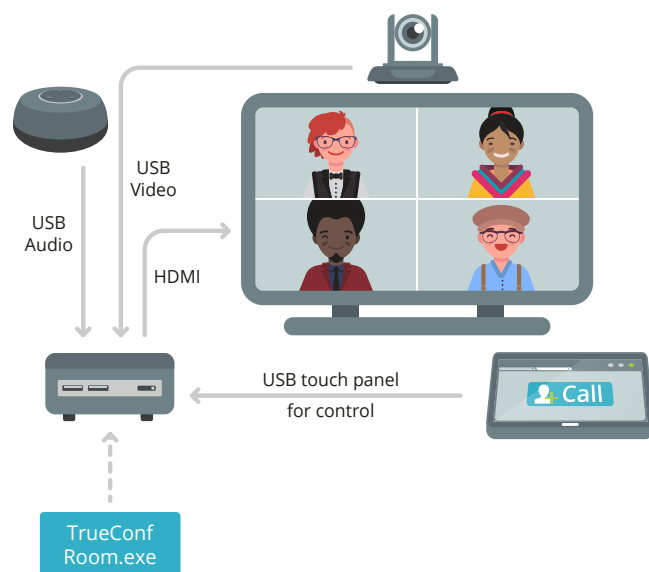 USB
Video
USB
Audio
HDMI
USB touch panel
for control
Call
TrueConf
Room.exe